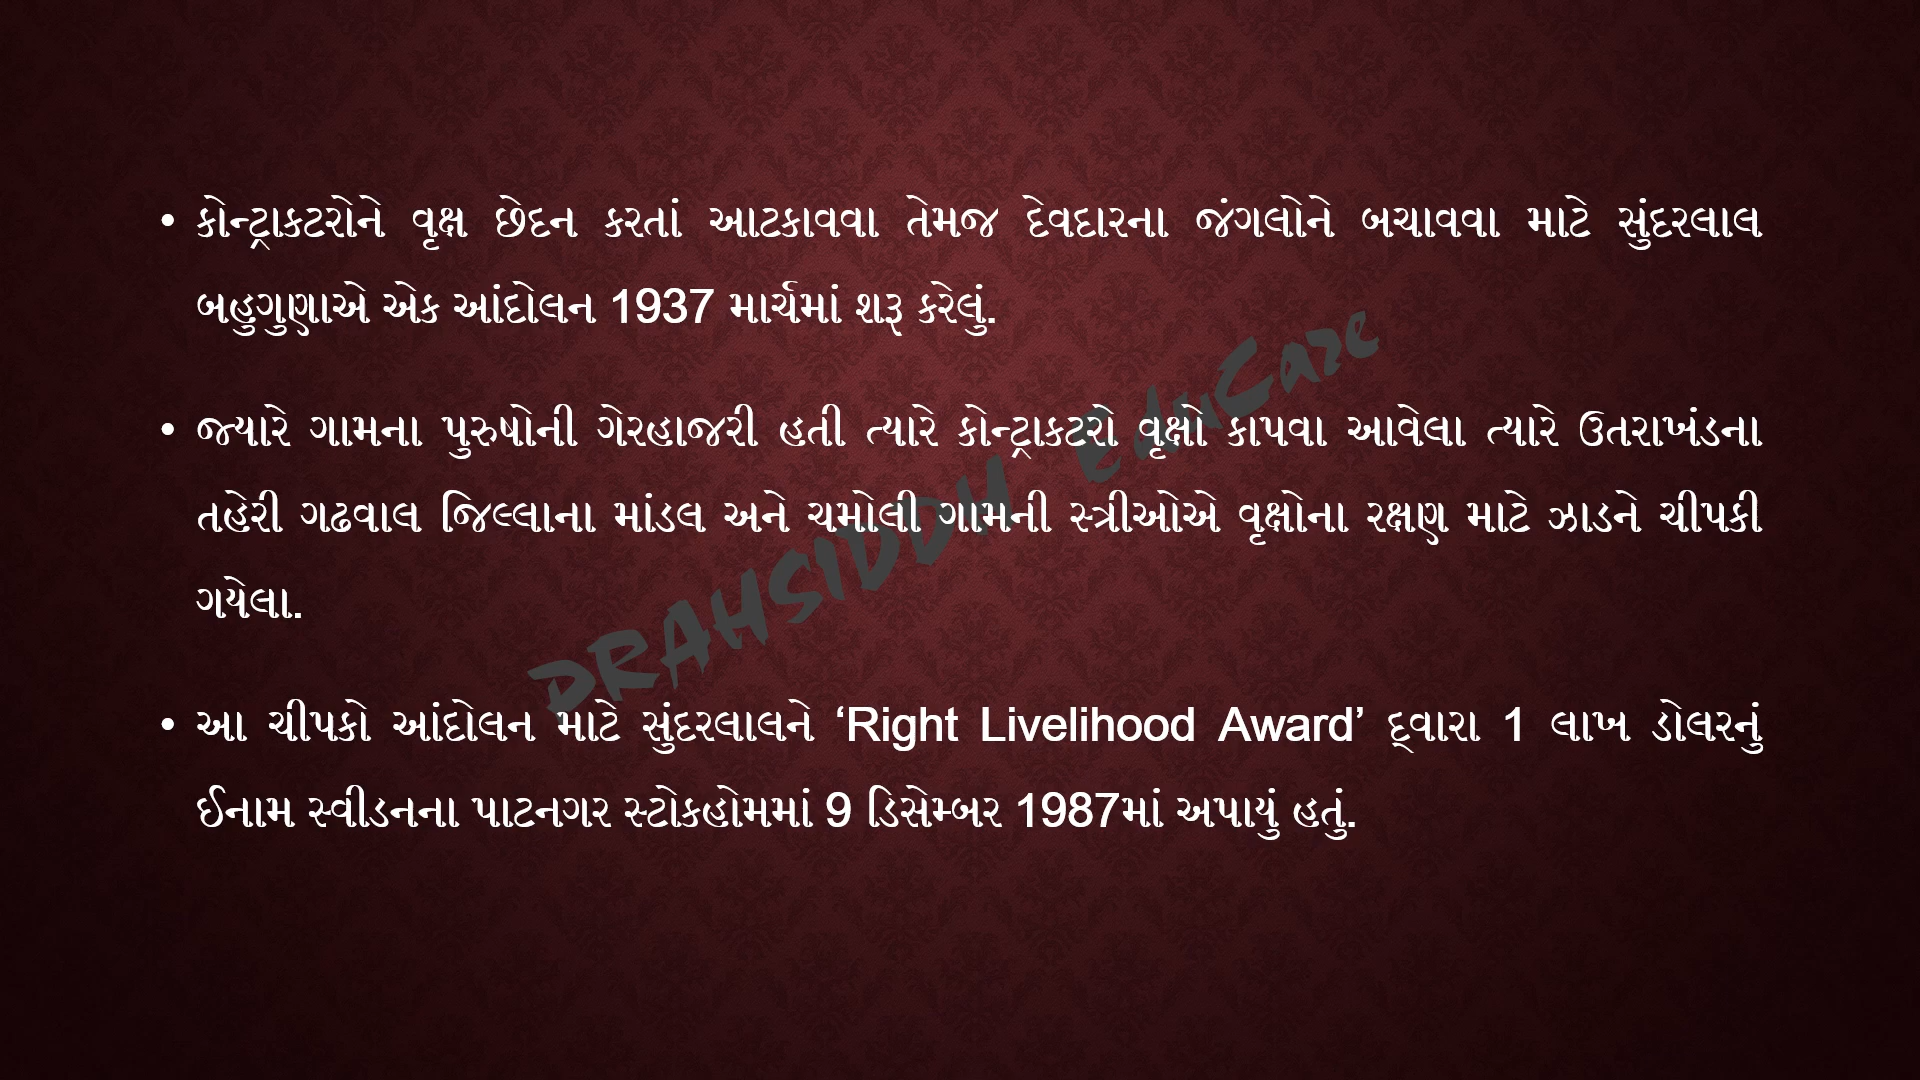 • કોન્ટ્રાકટરોને વૃક્ષ છેદન કરતાં આટકાવવા તેમજ દેવદારના જંગલોને બચાવવા માટે સુંદરલાલ
બહુગુણાએ એક આંદોલન 1937 માર્ચમાં શરૂ કરેલું.
• જ્યારે ગામના પુરુષોની ગેરહાજરી હતી ત્યારે કોન્ટ્રાકટરો વૃક્ષો કાપવા આવેલા ત્યારે ઉતરાખંડના
તહેરી ગઢવાલ જિલ્લાના માંડલ અને ચમોલી ગામની સ્ત્રીઓએ વૃક્ષોના રક્ષણ માટે ઝાડને ચીપકી
ગયેલા.
• આ ચીપકો આંદોલન માટે સુંદરલાલને ‘Right Livelihood Award’ દ્‌વારા 1 લાખ ડોલરનું
ઈનામ સ્વીડનના પાટનગર સ્ટોકહોમમાં 9 ડિસેમ્બર 1987માં અપાયું હતું.
DRAHSIDDH EduCare